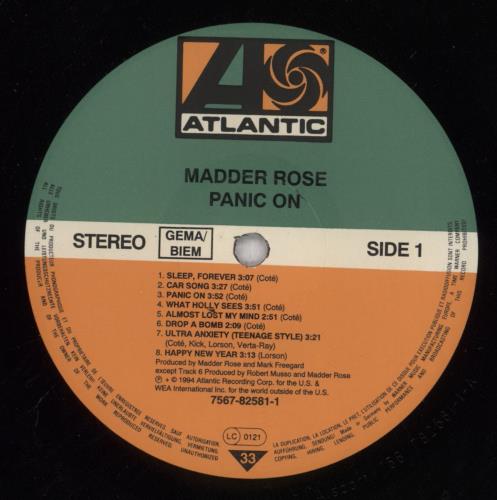 ATLANTIC
MADDER ROSE
PANIC ON
STEREO
GEMA/
BIEM
SIDE 1
1. SLEEP, FOREVER 3:07 (Coté)
2. CAR SONG 3:27 (Coté)
3. PANIC ON 3:52 (Coté)
4. WHAT HOLLY SEES 3:51 (Coté)
5. ALMOST LOST MY MIND 2:51 (Coté)
6. DROP A BOMB 2:09 (Coté)
7. ULTRA ANXIETY (TEENAGE STYLE) 3:21
(Coté, Kick, Lorson, Verta-Ray)
8. HAPPY NEW YEAR 3:13 (Lorson)
Produced by Madder Rose and Mark Freegard
except Track 6 Produced by Robert Musso and Madder Rose
℗ + © 1994 Atlantic Recording Corp. for the U.S. &
WEA International Inc. for the world outside of the U.S.
7567-82581-1
LC 0121
33